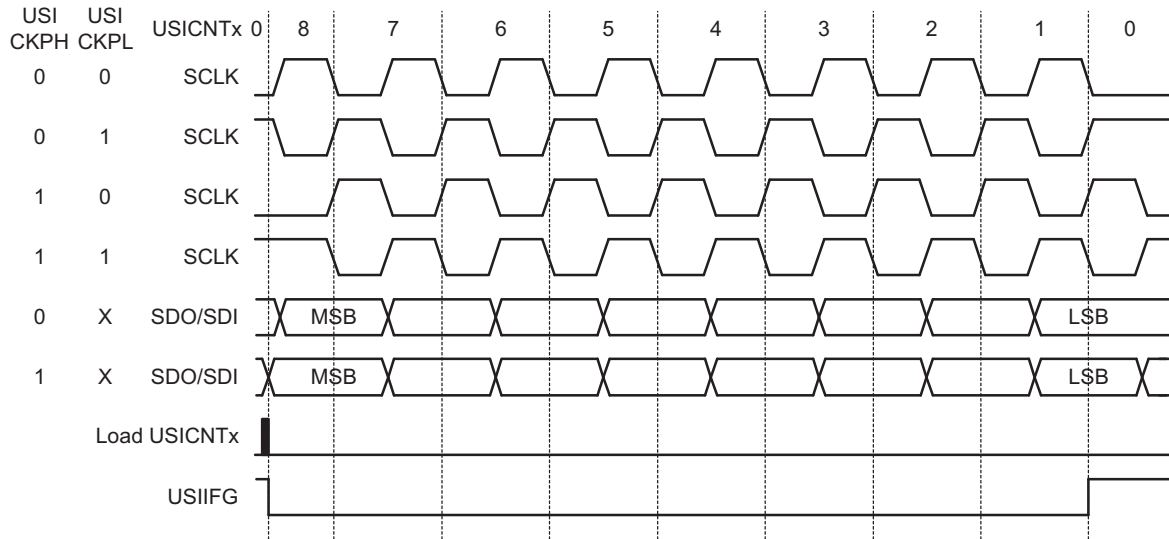 USI USI
CKPH CKPL USICNTx 0 8 7 6 5 4 3 2 1 0
0 0 SCLK
0 1 SCLK
1 0 SCLK
1 1 SCLK
0 X SDO/SDI MSB LSB
1 X SDO/SDI MSB LSB
Load USICNTx
USIIFG